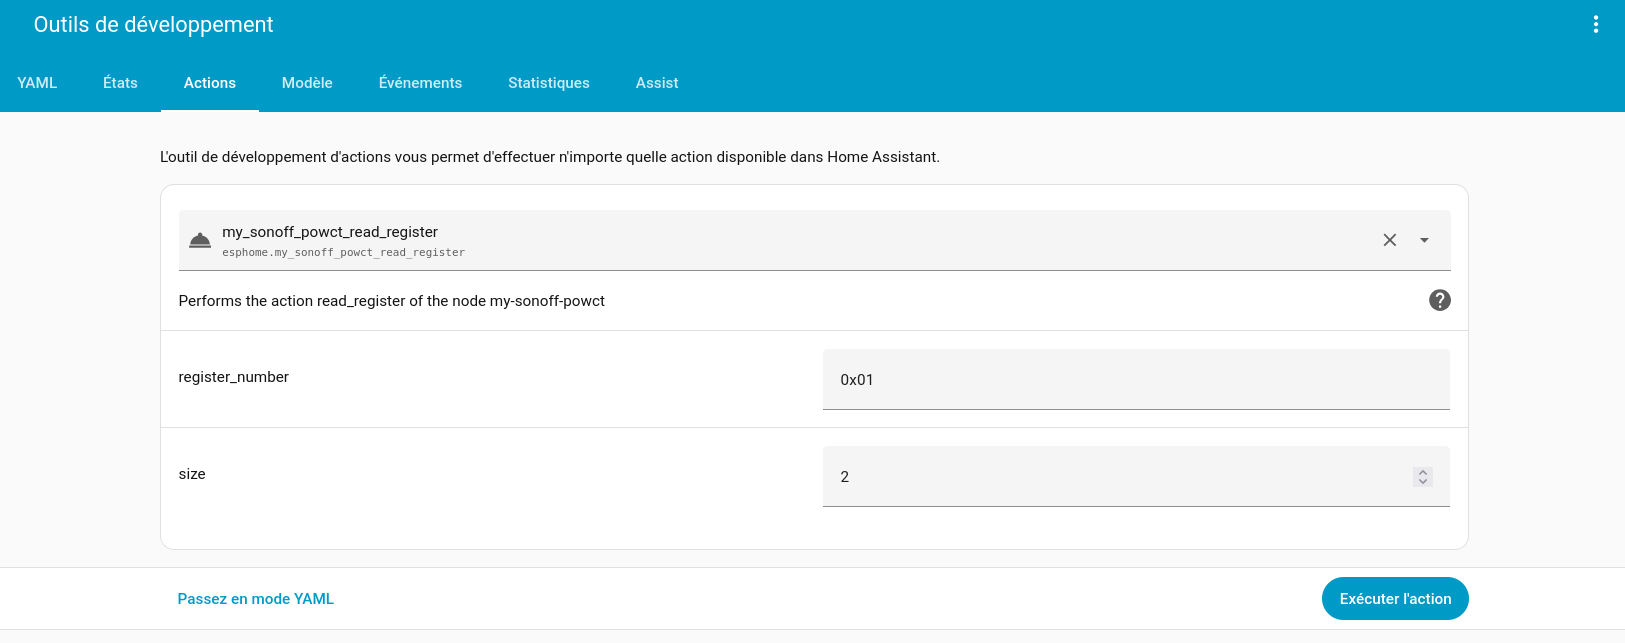 Outils de développement
YAML États Actions Modèle Événements Statistiques Assist
L'outil de développement d'actions vous permet d'effectuer n'importe quelle action disponible dans Home Assistant.
my_sonoff_powct_read_register
esphome.my_sonoff_powct_read_register
Performs the action read_register of the node my-sonoff-powct
register_number
0x01
size
2
Passez en mode YAML
Exécuter l'action